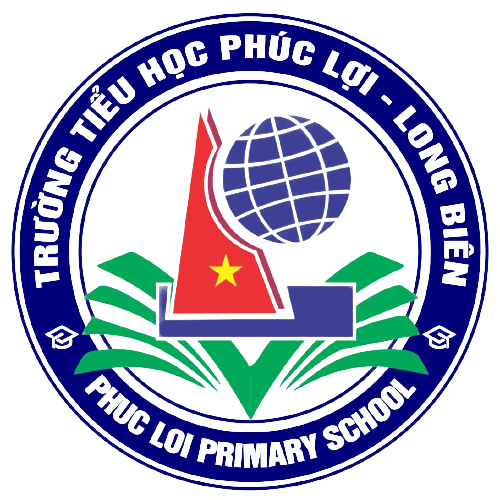 TRƯỜNG TIỂU HỌC PHÚC LỢI - LONG BIÊN
PHUC LOI PRIMARY SCHOOL